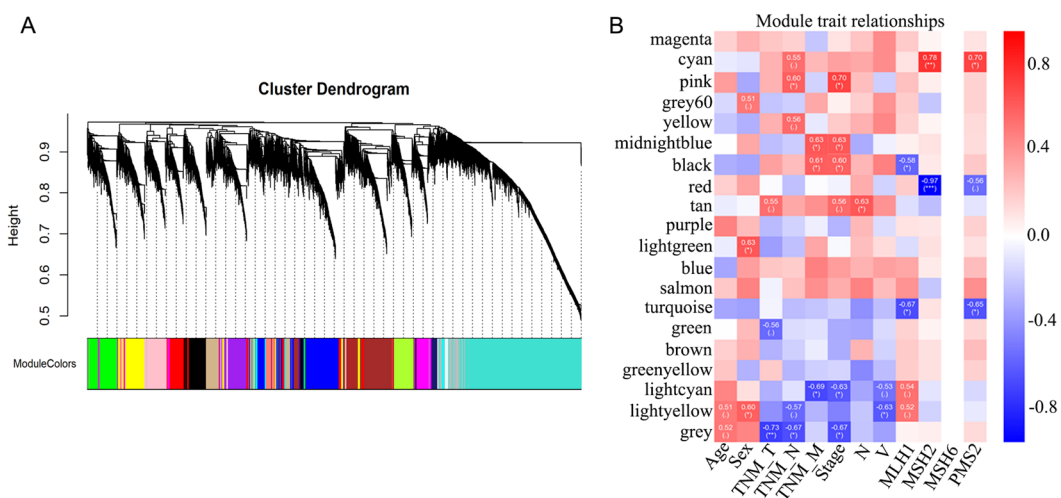 A
Cluster Dendrogram
Height
0.9
0.8
0.7
0.6
0.5
ModuleColors
B
Module trait relationships
magenta
cyan 0.55 (.) 0.78 (**) 0.70 (*)
pink 0.60 (*) 0.70 (*)
grey60 0.51 (.)
yellow 0.56 (.)
midnightblue 0.63 (*) 0.63 (*)
black 0.61 (*) 0.60 (*) -0.58 (*)
red -0.97 (***) -0.56 (.)
tan 0.55 (.) 0.56 (.) 0.63 (*)
purple
lightgreen 0.63 (*)
blue
salmon
turquoise -0.67 (*) -0.65 (*)
green -0.56 (.)
brown
greenyellow
lightcyan -0.69 (*) -0.63 (*) -0.53 (.) 0.54 (.)
lightyellow 0.51 (.) 0.60 (*) -0.57 (.) -0.63 (*) 0.52 (.)
grey 0.52 (.) -0.73 (**) -0.67 (*) -0.67 (*)
Age Sex TNM_T TNM_N TNM_M Stage N V MLH1 MSH2 MSH6 PMS2
0.8
0.4
0.0
-0.4
-0.8